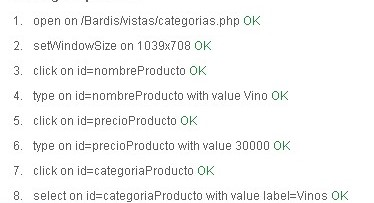 1. open on /Bardis/vistas/categorias.php OK
2. setWindowSize on 1039x708 OK
3. click on id=nombreProducto OK
4. type on id=nombreProducto with value Vino OK
5. click on id=precioProducto OK
6. type on id=precioProducto with value 30000 OK
7. click on id=categoriaProducto OK
8. select on id=categoriaProducto with value label=Vinos OK